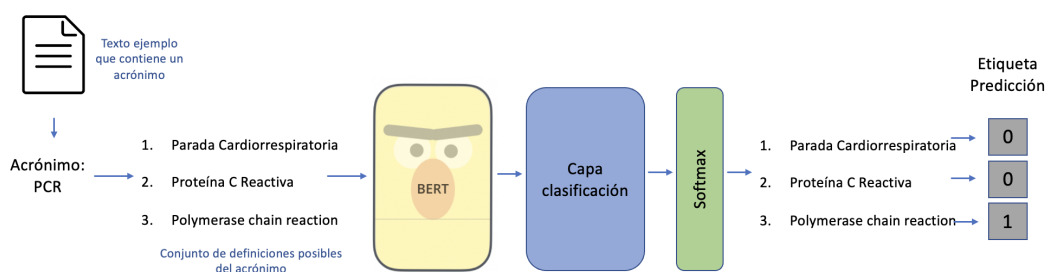 Texto ejemplo
que contiene un
acrónimo
Acrónimo:
PCR
1. Parada Cardiorrespiratoria
2. Proteína C Reactiva
3. Polymerase chain reaction
Conjunto de definiciones posibles
del acrónimo
BERT
Capa
clasificación
Softmax
1. Parada Cardiorrespiratoria
2. Proteína C Reactiva
3. Polymerase chain reaction
Etiqueta
Predicción
0
0
1